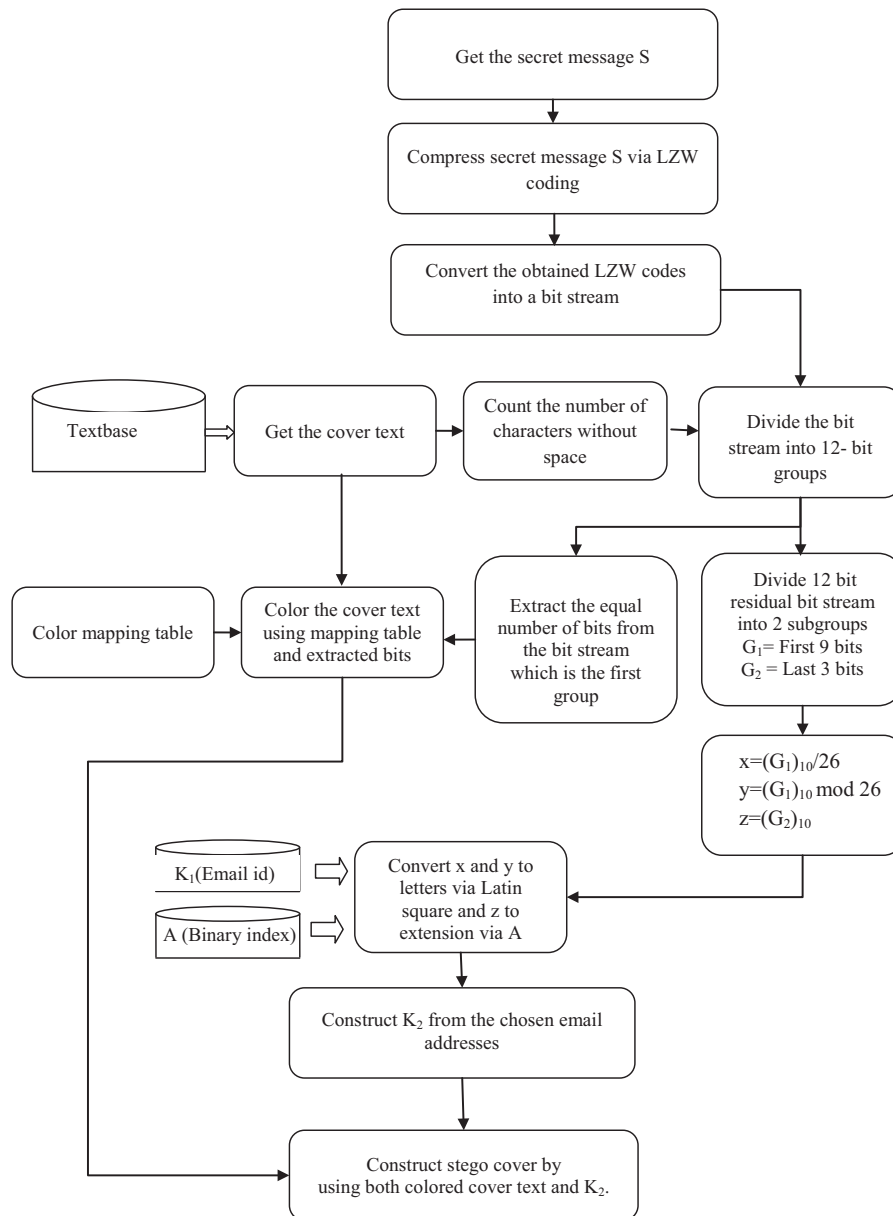 Get the secret message S
Compress secret message S via LZW
coding
Convert the obtained LZW codes
into a bit stream
Textbase
Get the cover text
Count the number of
characters without
space
Divide the bit
stream into 12- bit
groups
Color mapping table
Color the cover text
using mapping table
and extracted bits
Extract the equal
number of bits from
the bit stream
which is the first
group
Divide 12 bit
residual bit stream
into 2 subgroups
G₁= First 9 bits
G₂ = Last 3 bits
x=(G₁)₁₀/26
y=(G₁)₁₀ mod 26
z=(G₂)₁₀
K₁(Email id)
A (Binary index)
Convert x and y to
letters via Latin
square and z to
extension via A
Construct K₂ from the chosen email
addresses
Construct stego cover by
using both colored cover text and K₂.